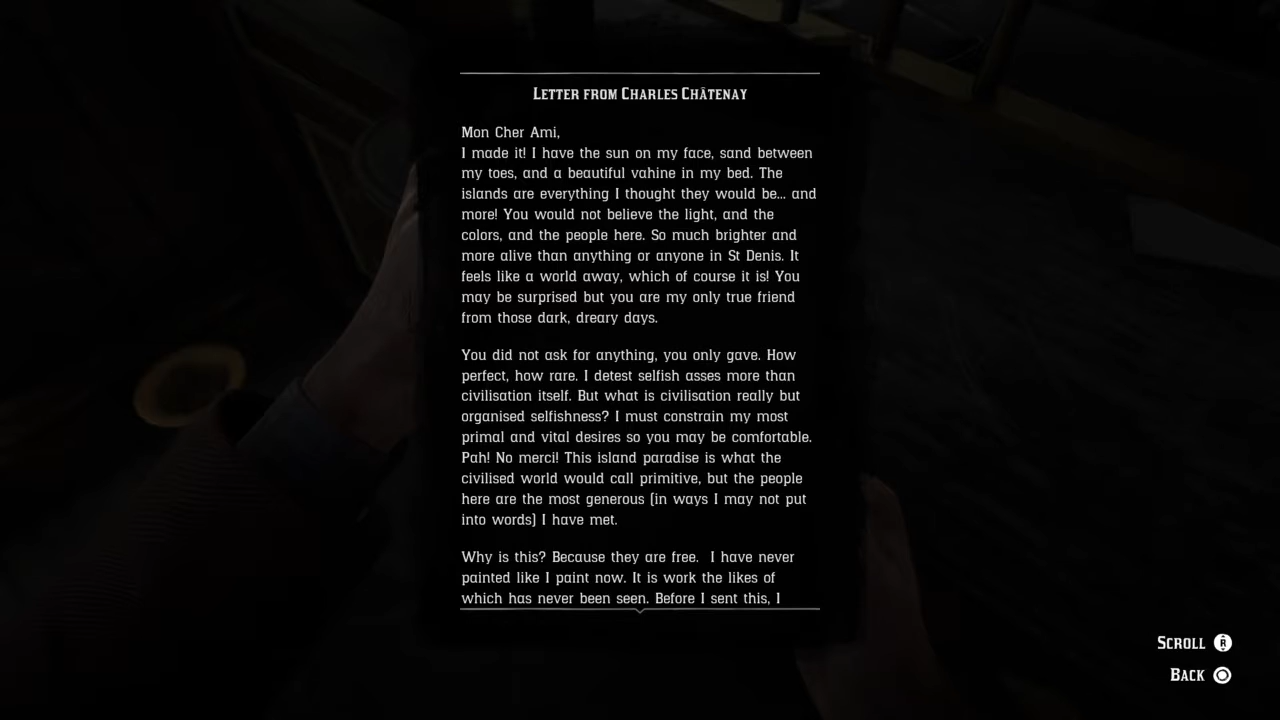 Letter from Charles Châtenay
Mon Cher Ami,
I made it! I have the sun on my face, sand between
my toes, and a beautiful vahine in my bed. The
islands are everything I thought they would be... and
more! You would not believe the light, and the
colors, and the people here. So much brighter and
more alive than anything or anyone in St Denis. It
feels like a world away, which of course it is! You
may be surprised but you are my only true friend
from those dark, dreary days.
You did not ask for anything, you only gave. How
perfect, how rare. I detest selfish asses more than
civilisation itself. But what is civilisation really but
organised selfishness? I must constrain my most
primal and vital desires so you may be comfortable.
Pah! No merci! This island paradise is what the
civilised world would call primitive, but the people
here are the most generous (in ways I may not put
into words) I have met.
Why is this? Because they are free.  I have never
painted like I paint now. It is work the likes of
which has never been seen. Before I sent this, I
Scroll R
Back